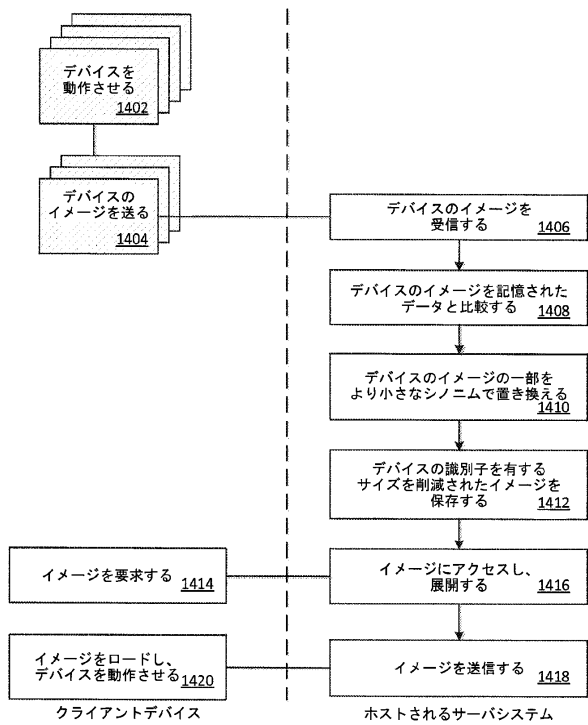 デバイスを
動作させる
1402
デバイスの
イメージを送る
1404
デバイスのイメージを
受信する
1406
デバイスのイメージを記憶された
データと比較する
1408
デバイスのイメージの一部を
より小さなシノニムで置き換える
1410
デバイスの識別子を有する
サイズを削減されたイメージを
保存する
1412
イメージを要求する
1414
イメージにアクセスし、
展開する
1416
イメージをロードし、
デバイスを動作させる
1420
イメージを送信する
1418
クライアントデバイス
ホストされるサーバシステム